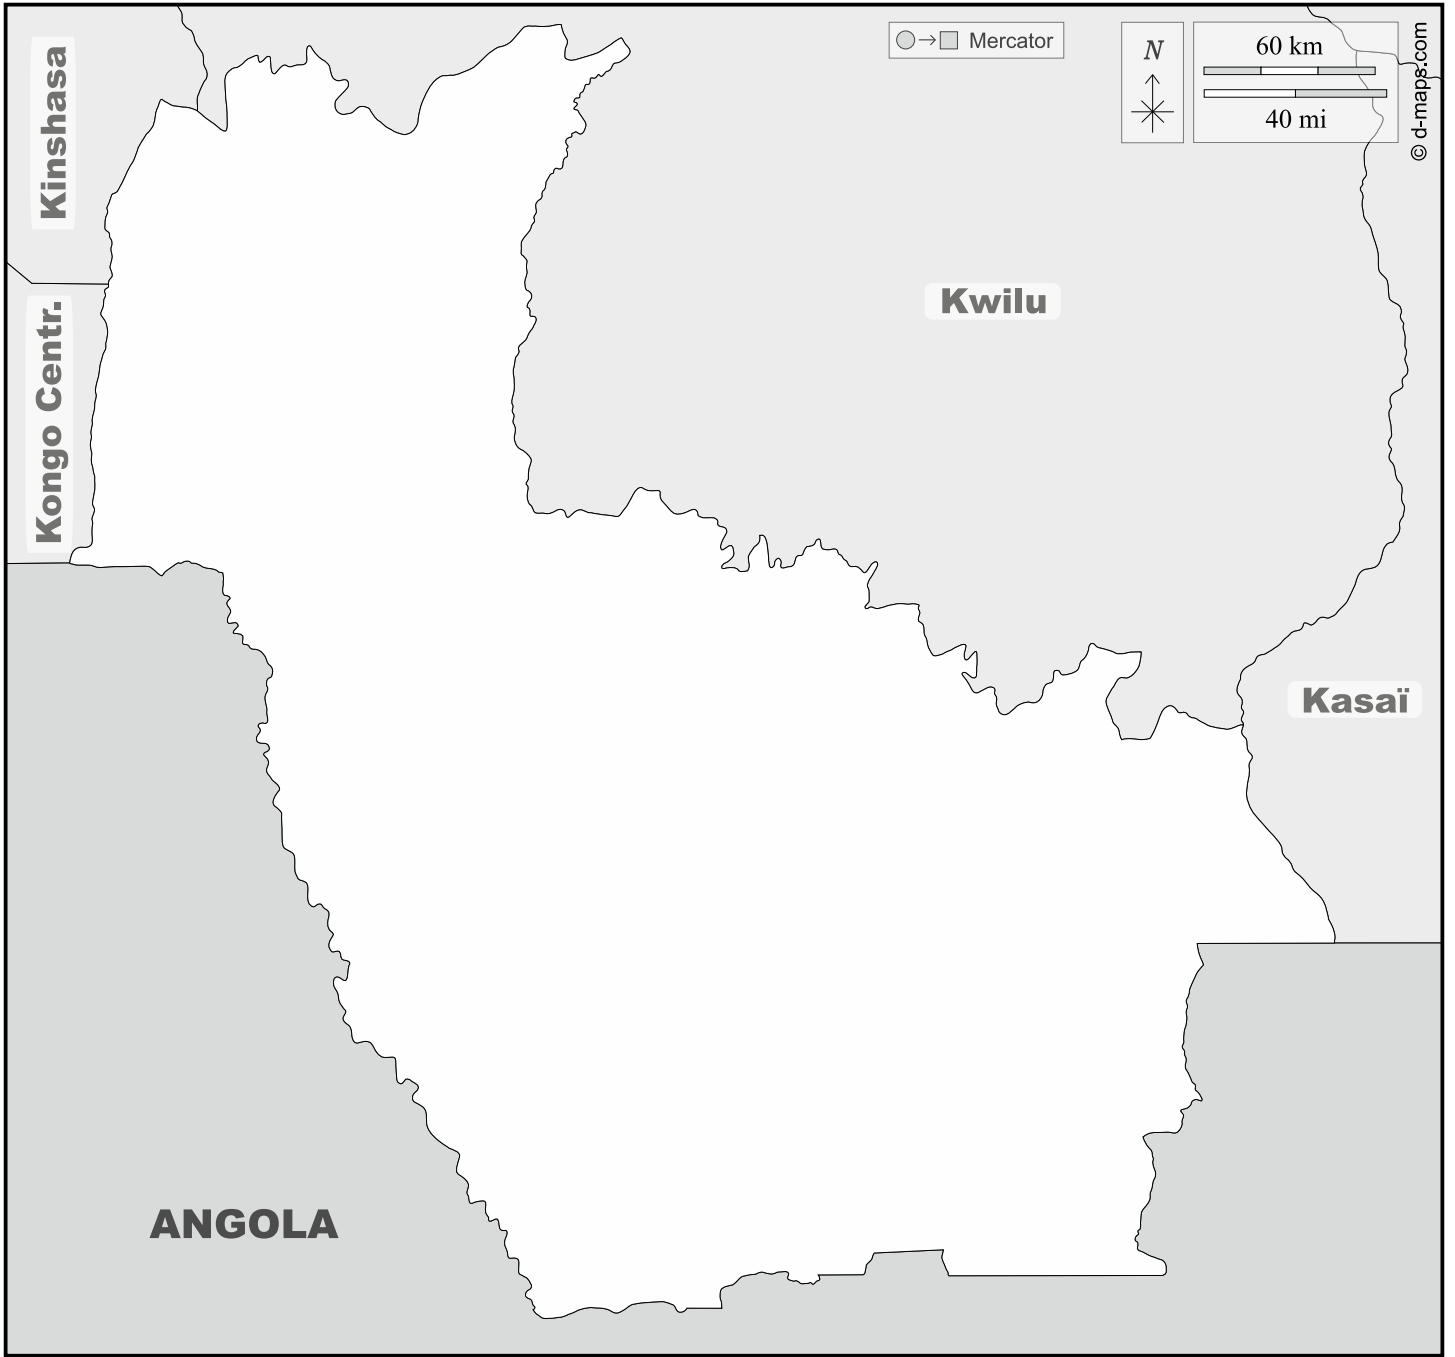 Kinshasa
Mercator
N
60 km
40 mi
© d-maps.com
Kongo Centr.
Kwilu
Kasaï
ANGOLA